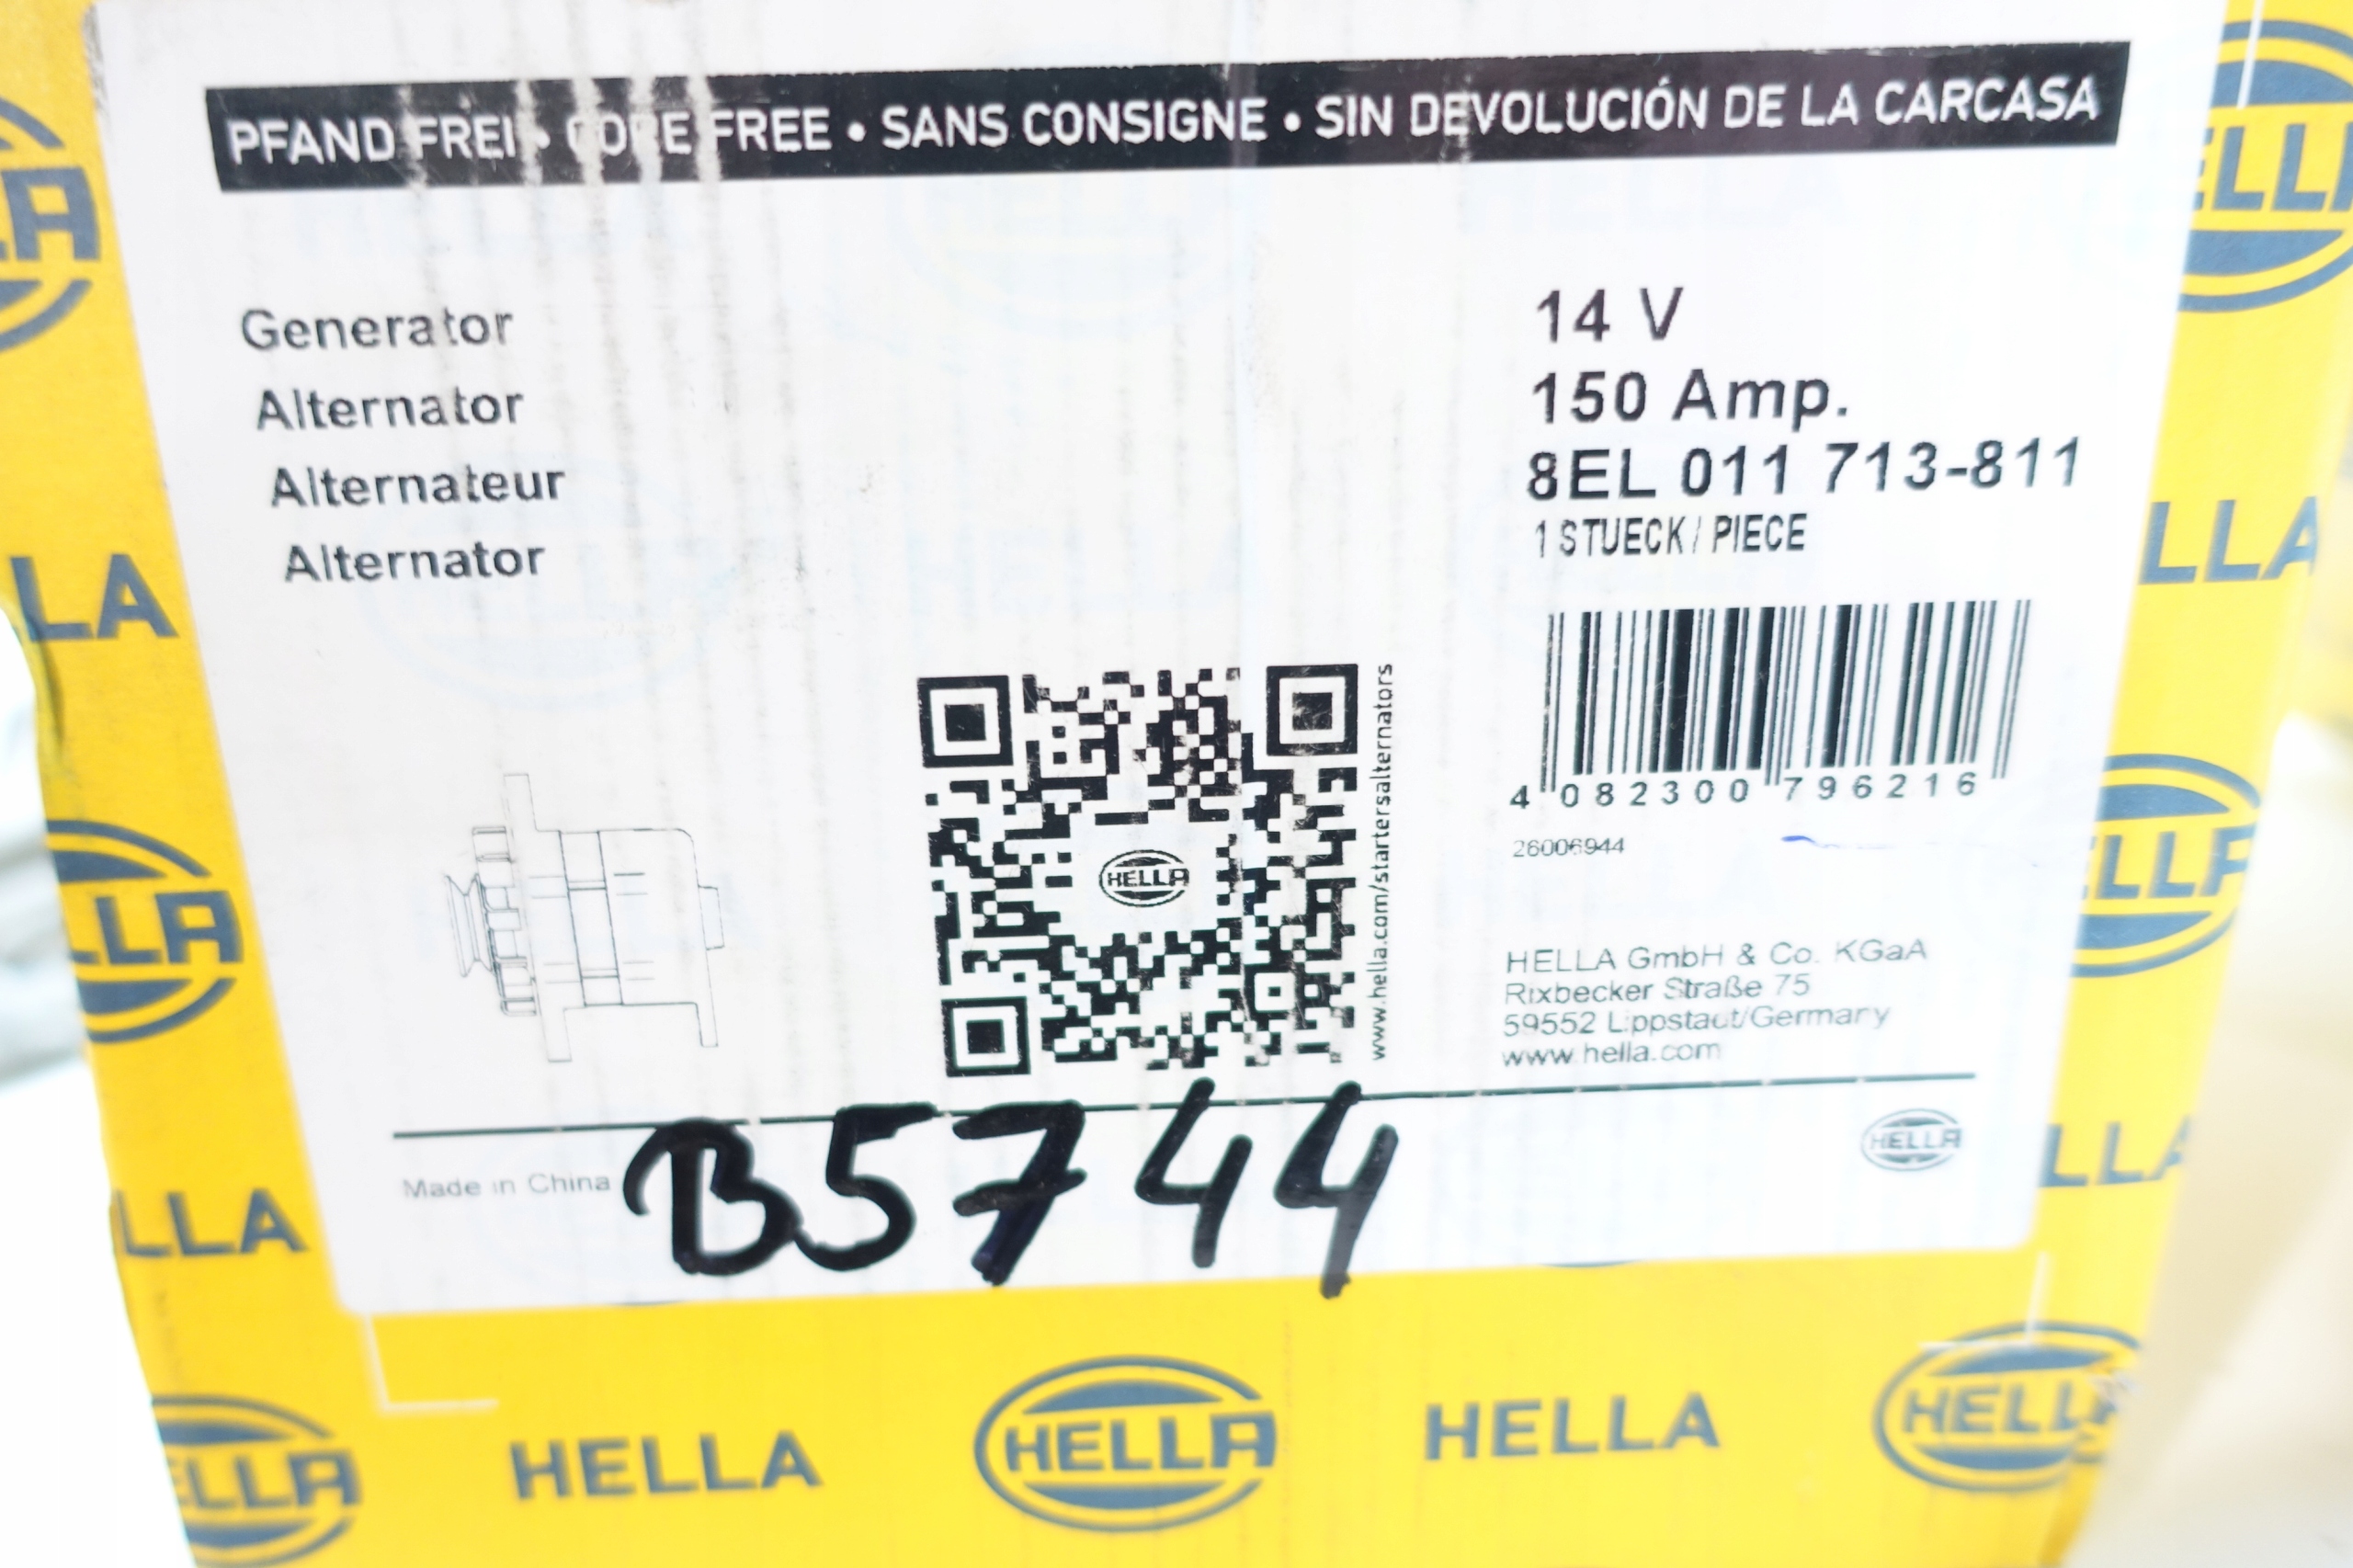 PFAND FREI • CORE FREE • SANS CONSIGNE • SIN DEVOLUCIÓN DE LA CARCASA
Generator
Alternator
Alternateur
Alternator
14 V
150 Amp.
8EL 011 713-811
1 STUECK / PIECE
4 082300 796216
26006944
www.hella.com/startersalternators
HELLA
HELLA GmbH & Co. KGaA
Rixbecker Straße 75
59552 Lippstadt/Germany
www.hella.com
HELLA
Made in China
B5744
HELLA
HELLA
HELLA
HELLA
HELLA